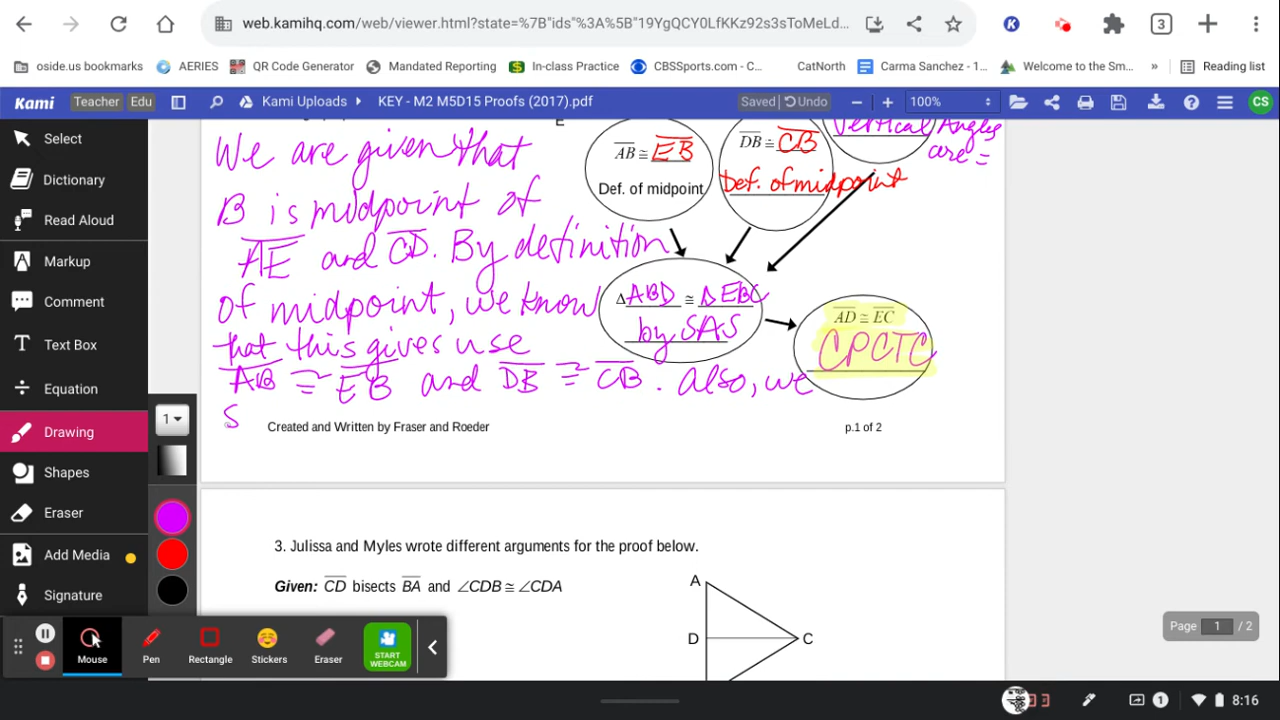 web.kamihq.com/web/viewer.html?state=%7B"ids"%3A%5B"19YgQCY0LfKKz92s3sToMeLd...
oside.us bookmarks AERIES QR Code Generator Mandated Reporting In-class Practice CBSSports.com - C... CatNorth Carma Sanchez - 1... Welcome to the Sm... » Reading list
Kami Teacher Edu Kami Uploads KEY - M2 M5D15 Proofs (2017).pdf Saved Undo 100% CS
Select
Dictionary
Read Aloud
Markup
Comment
Text Box
Equation
Drawing
Shapes
Eraser
Add Media
Signature
1
E
We are given that
B is midpoint of
AE and CD. By definition
of midpoint, we know
that this gives use
AB ≅ EB and DB ≅ CB. Also, we
S
AB ≅ EB
Def. of midpoint
DB ≅ CB
Def. of midpoint
Vertical Angles
are =
Δ ABD ≅ Δ EBC
by SAS
AD ≅ EC
CPCTC
Created and Written by Fraser and Roeder p.1 of 2
3. Julissa and Myles wrote different arguments for the proof below.
Given: CD bisects BA and ∠CDB ≅ ∠CDA
A
D C
Page 1 / 2
Mouse Pen Rectangle Stickers Eraser START WEBCAM
1 8:16